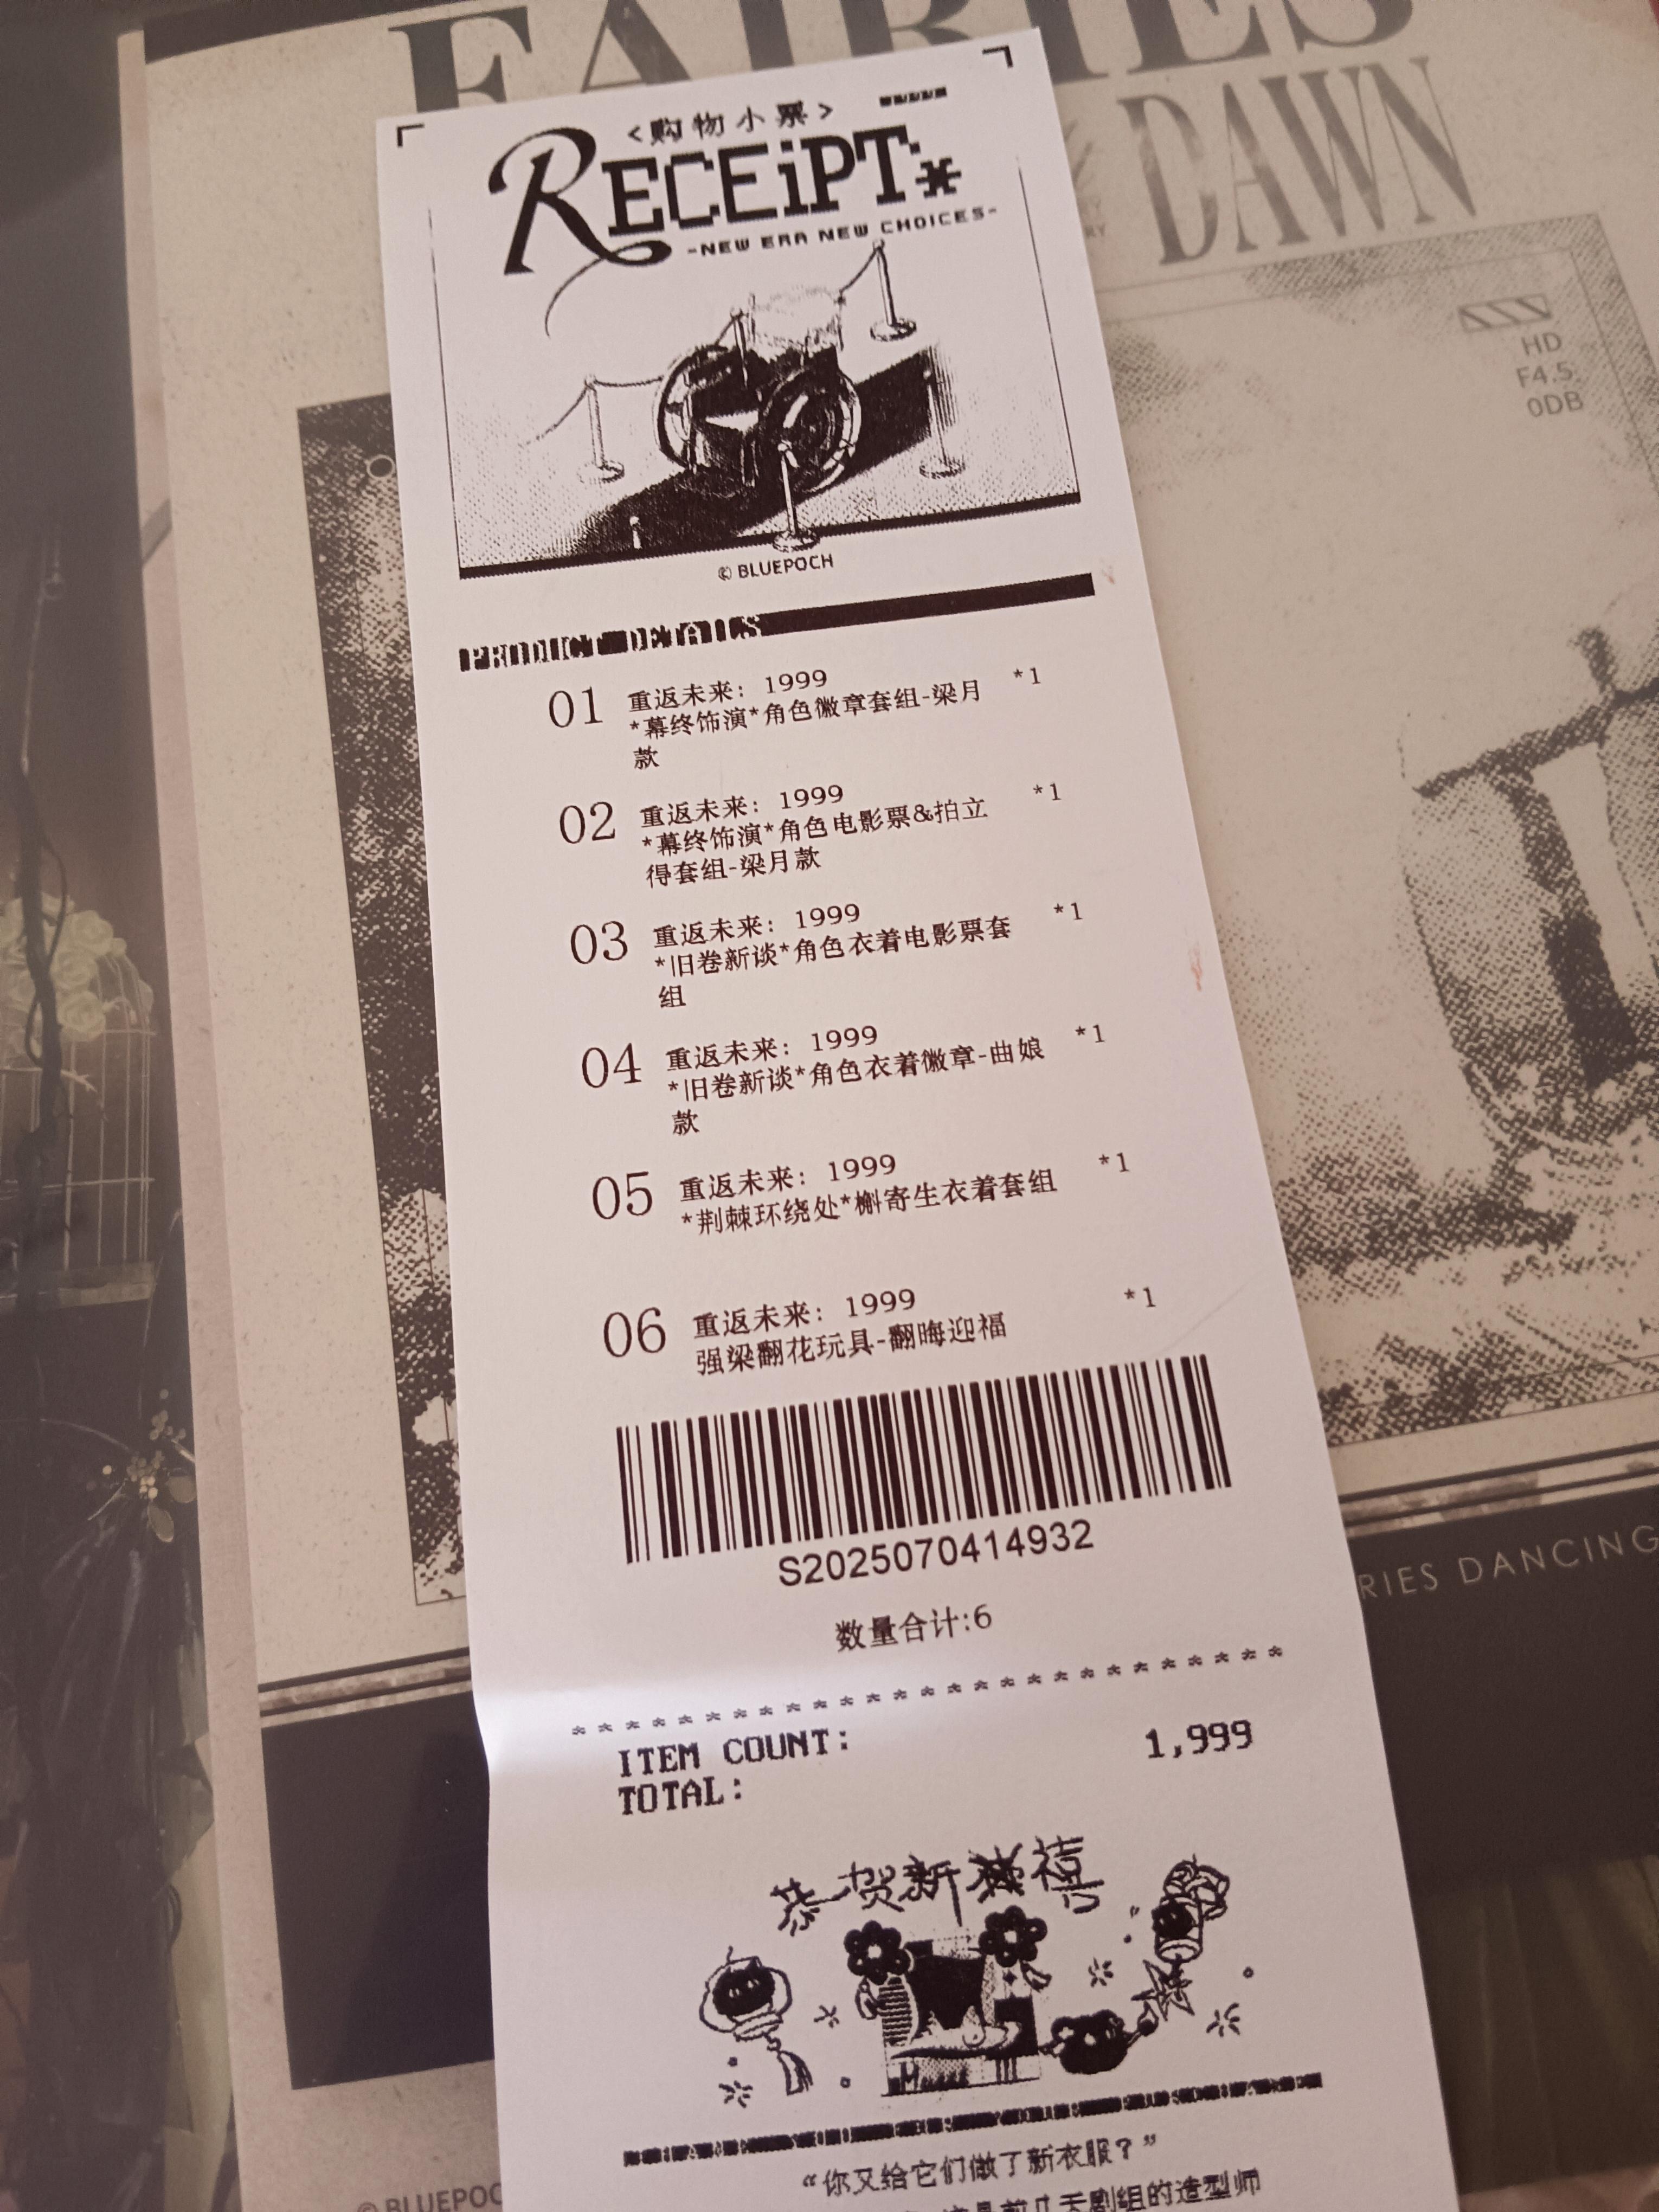 FAIRIES
DAWN
HD
F4.5
0DB
<购物小票>
RECEiPT*
-NEW ERA NEW CHOICES-
© BLUEPOCH
PRODUCT DETAILS
01 重返未来：1999 *1
*幕终饰演*角色徽章套组-梁月
款
02 重返未来：1999 *1
*幕终饰演*角色电影票&拍立
得套组-梁月款
03 重返未来：1999 *1
*旧卷新谈*角色衣着电影票套
组
04 重返未来：1999 *1
*旧卷新谈*角色衣着徽章-曲娘
款
05 重返未来：1999 *1
*荆棘环绕处*槲寄生衣着套组
06 重返未来：1999 *1
强梁翻花玩具-翻晦迎福
S2025070414932
数量合计:6
ITEM COUNT: 1,999
TOTAL:
恭贺新禧
“你又给它们做了新衣服？”
剧组的造型师
RIES DANCING
© BLUEPOC